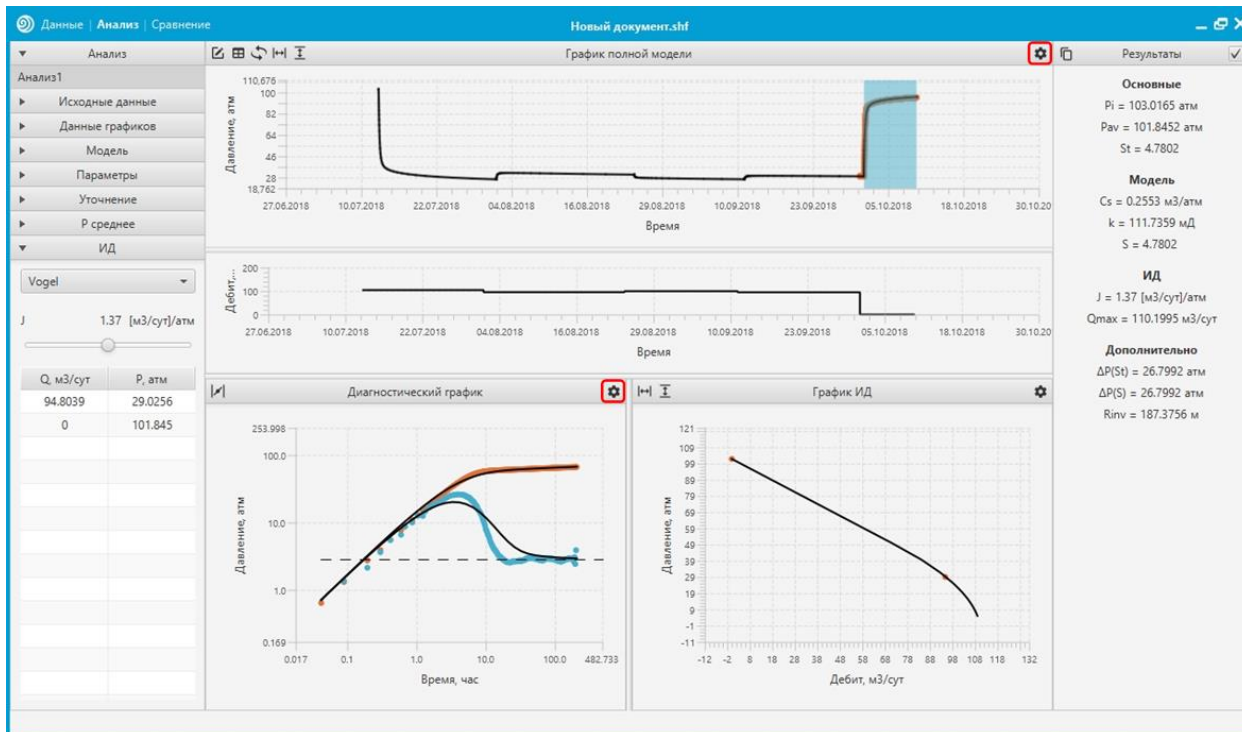 Данные | Анализ | Сравнение
Новый документ.shf
Анализ
Анализ1
Исходные данные
Данные графиков
Модель
Параметры
Уточнение
P среднее
ИД
Vogel
J 1.37 [м3/сут]/атм
Q, м3/сут P, атм
94.8039 29.0256
0 101.845
График полной модели
Давление, атм
110,676
100
82
64
46
28
18,762
27.06.2018 10.07.2018 22.07.2018 04.08.2018 16.08.2018 29.08.2018 10.09.2018 23.09.2018 05.10.2018 18.10.2018 30.10.20
Время
Дебит,...
200
100
0
27.06.2018 10.07.2018 22.07.2018 04.08.2018 16.08.2018 29.08.2018 10.09.2018 23.09.2018 05.10.2018 18.10.2018 30.10.20
Время
Диагностический график
Давление, атм
253.998
100.0
10.0
1.0
0.169
0.017 0.1 1.0 10.0 100.0 482.733
Время, час
График ИД
Давление, атм
121
109
99
89
79
69
59
49
39
29
19
9
-1
-11
-12 -2 8 18 28 38 48 58 68 78 88 98 108 118 132
Дебит, м3/сут
Результаты
Основные
Pi = 103.0165 атм
Pav = 101.8452 атм
St = 4.7802
Модель
Cs = 0.2553 м3/атм
k = 111.7359 мД
S = 4.7802
ИД
J = 1.37 [м3/сут]/атм
Qmax = 110.1995 м3/сут
Дополнительно
ΔP(St) = 26.7992 атм
ΔP(S) = 26.7992 атм
Rinv = 187.3756 м